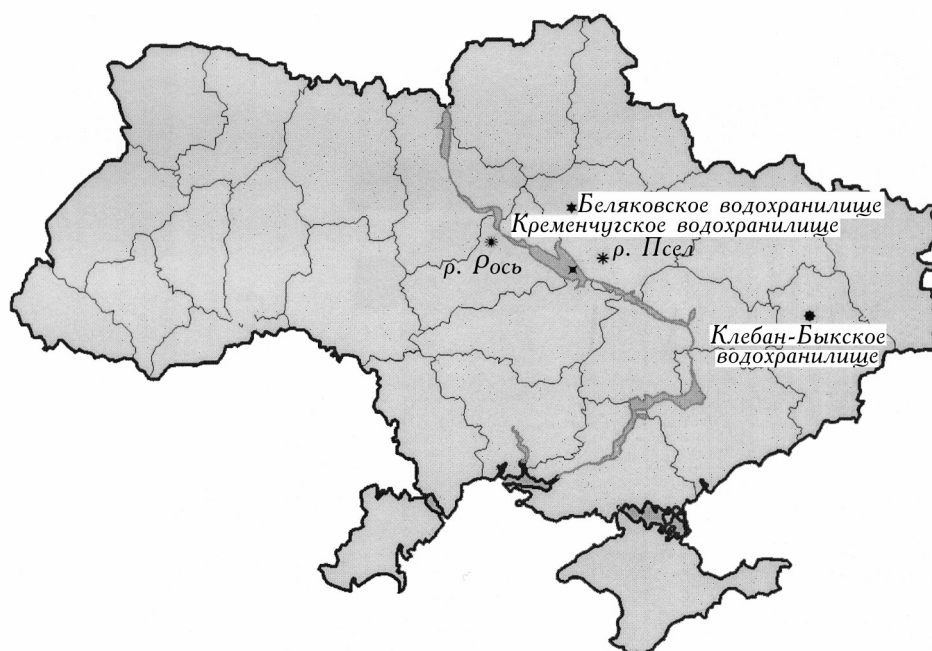 Беляковское водохранилище
Кременчугское водохранилище
р. Псел
р. Рось
Клебан-Быкское
водохранилище